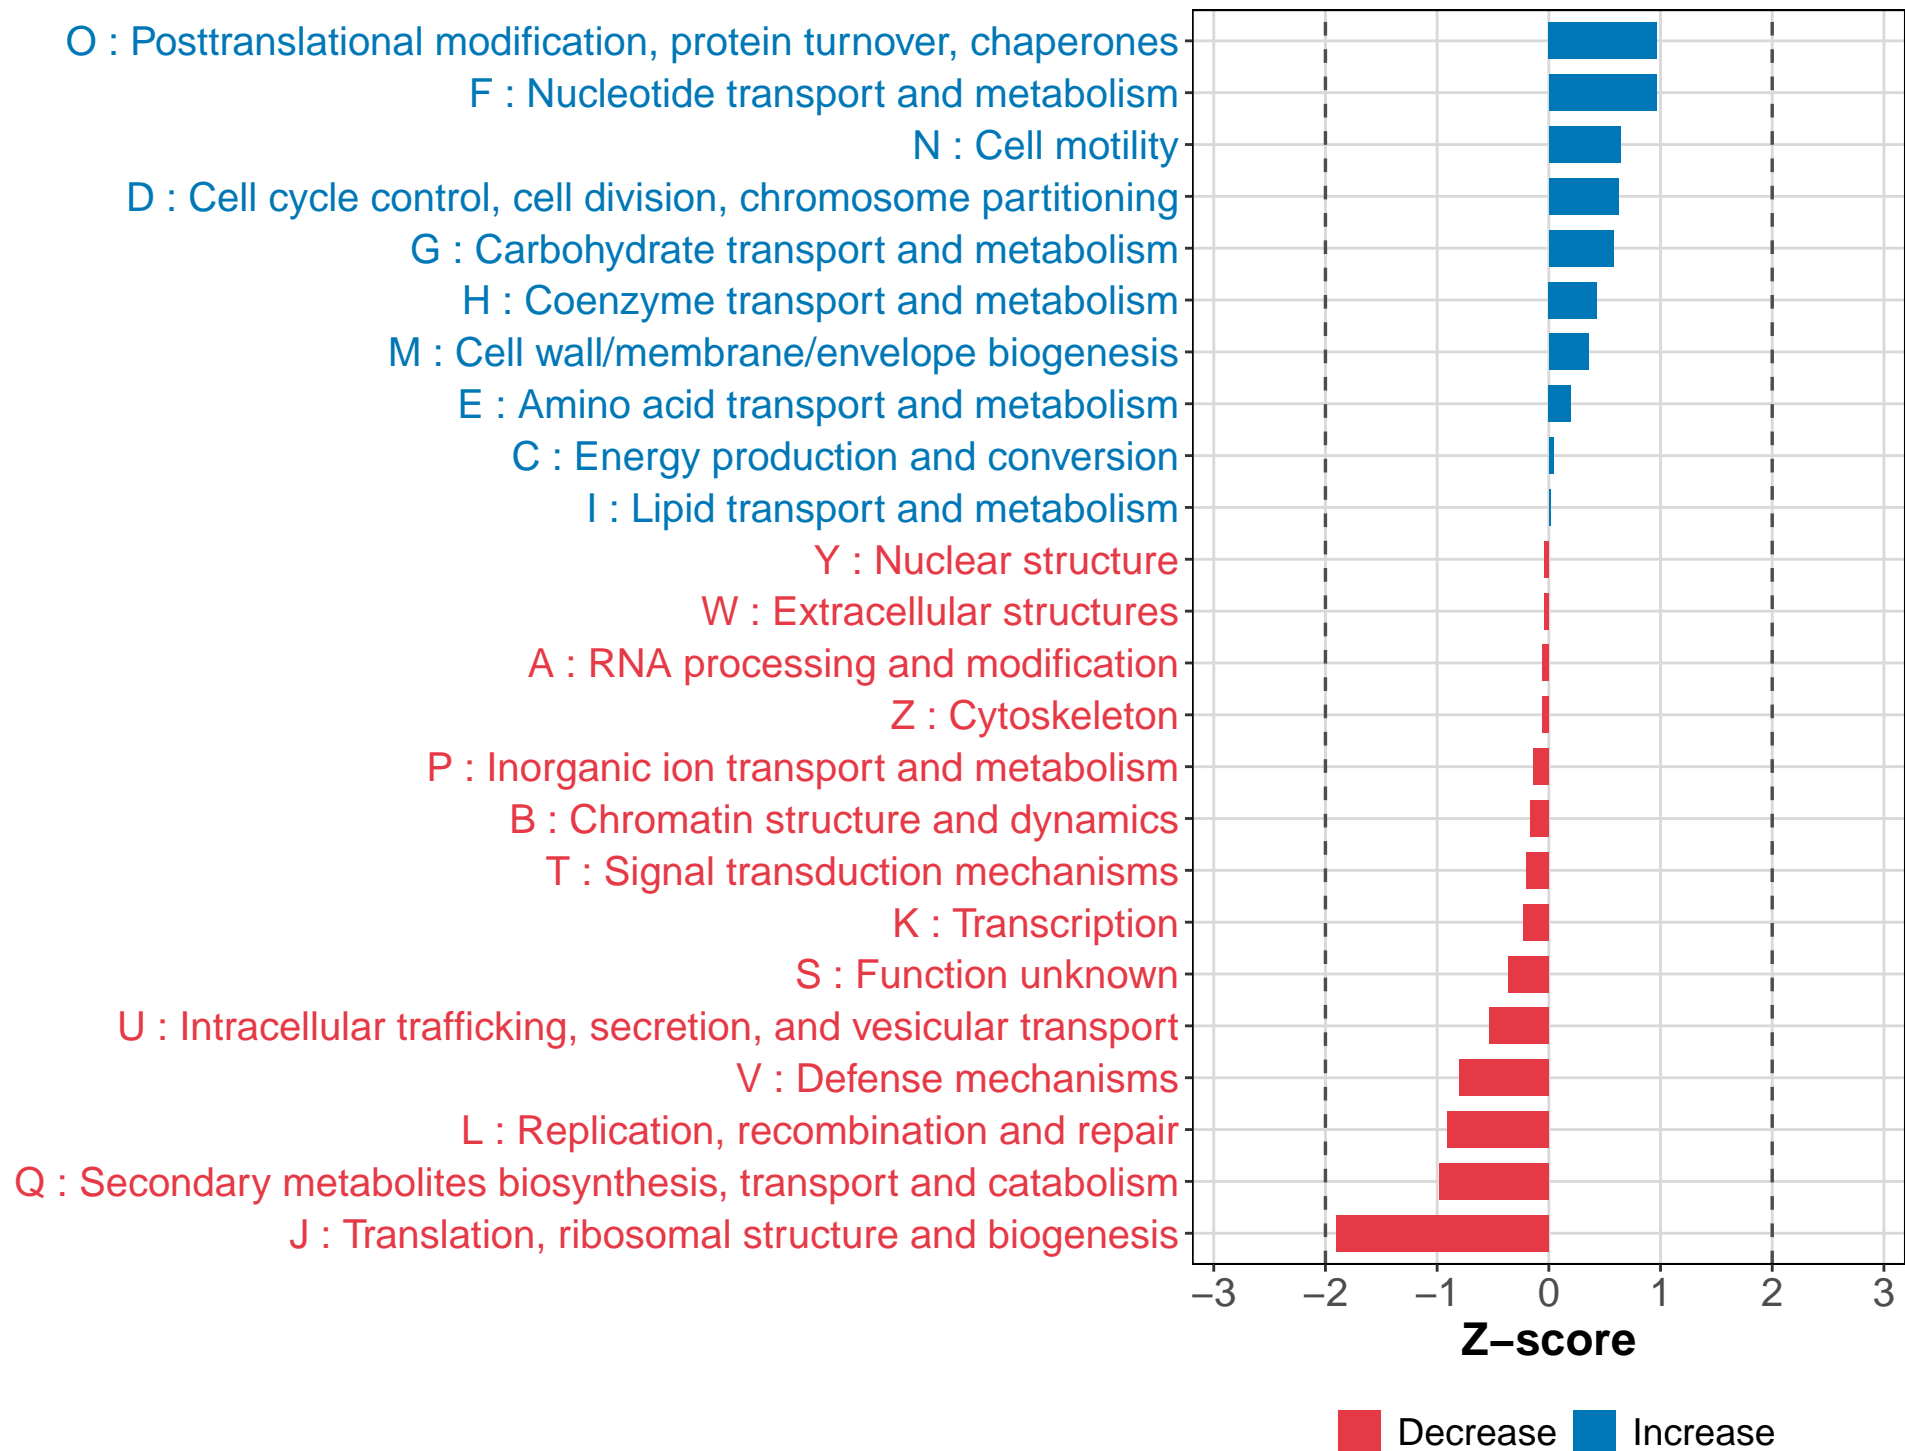 O : Posttranslational modification, protein turnover, chaperones
F : Nucleotide transport and metabolism
N : Cell motility
D : Cell cycle control, cell division, chromosome partitioning
G : Carbohydrate transport and metabolism
H : Coenzyme transport and metabolism
M : Cell wall/membrane/envelope biogenesis
E : Amino acid transport and metabolism
C : Energy production and conversion
I : Lipid transport and metabolism
Y : Nuclear structure
W : Extracellular structures
A : RNA processing and modification
Z : Cytoskeleton
P : Inorganic ion transport and metabolism
B : Chromatin structure and dynamics
T : Signal transduction mechanisms
K : Transcription
S : Function unknown
U : Intracellular trafficking, secretion, and vesicular transport
V : Defense mechanisms
L : Replication, recombination and repair
Q : Secondary metabolites biosynthesis, transport and catabolism
J : Translation, ribosomal structure and biogenesis
−3 −2 −1 0 1 2 3
Z−score
Decrease Increase